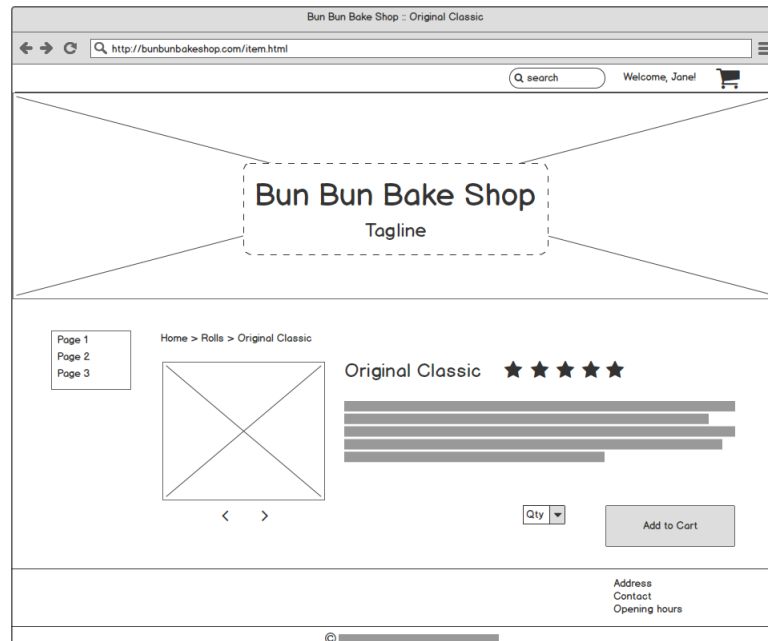 Bun Bun Bake Shop :: Original Classic
http://bunbunbakeshop.com/item.html
search
Welcome, Jane!
Bun Bun Bake Shop
Tagline
Page 1
Page 2
Page 3
Home > Rolls > Original Classic
Original Classic
Qty
Add to Cart
Address
Contact
Opening hours
©